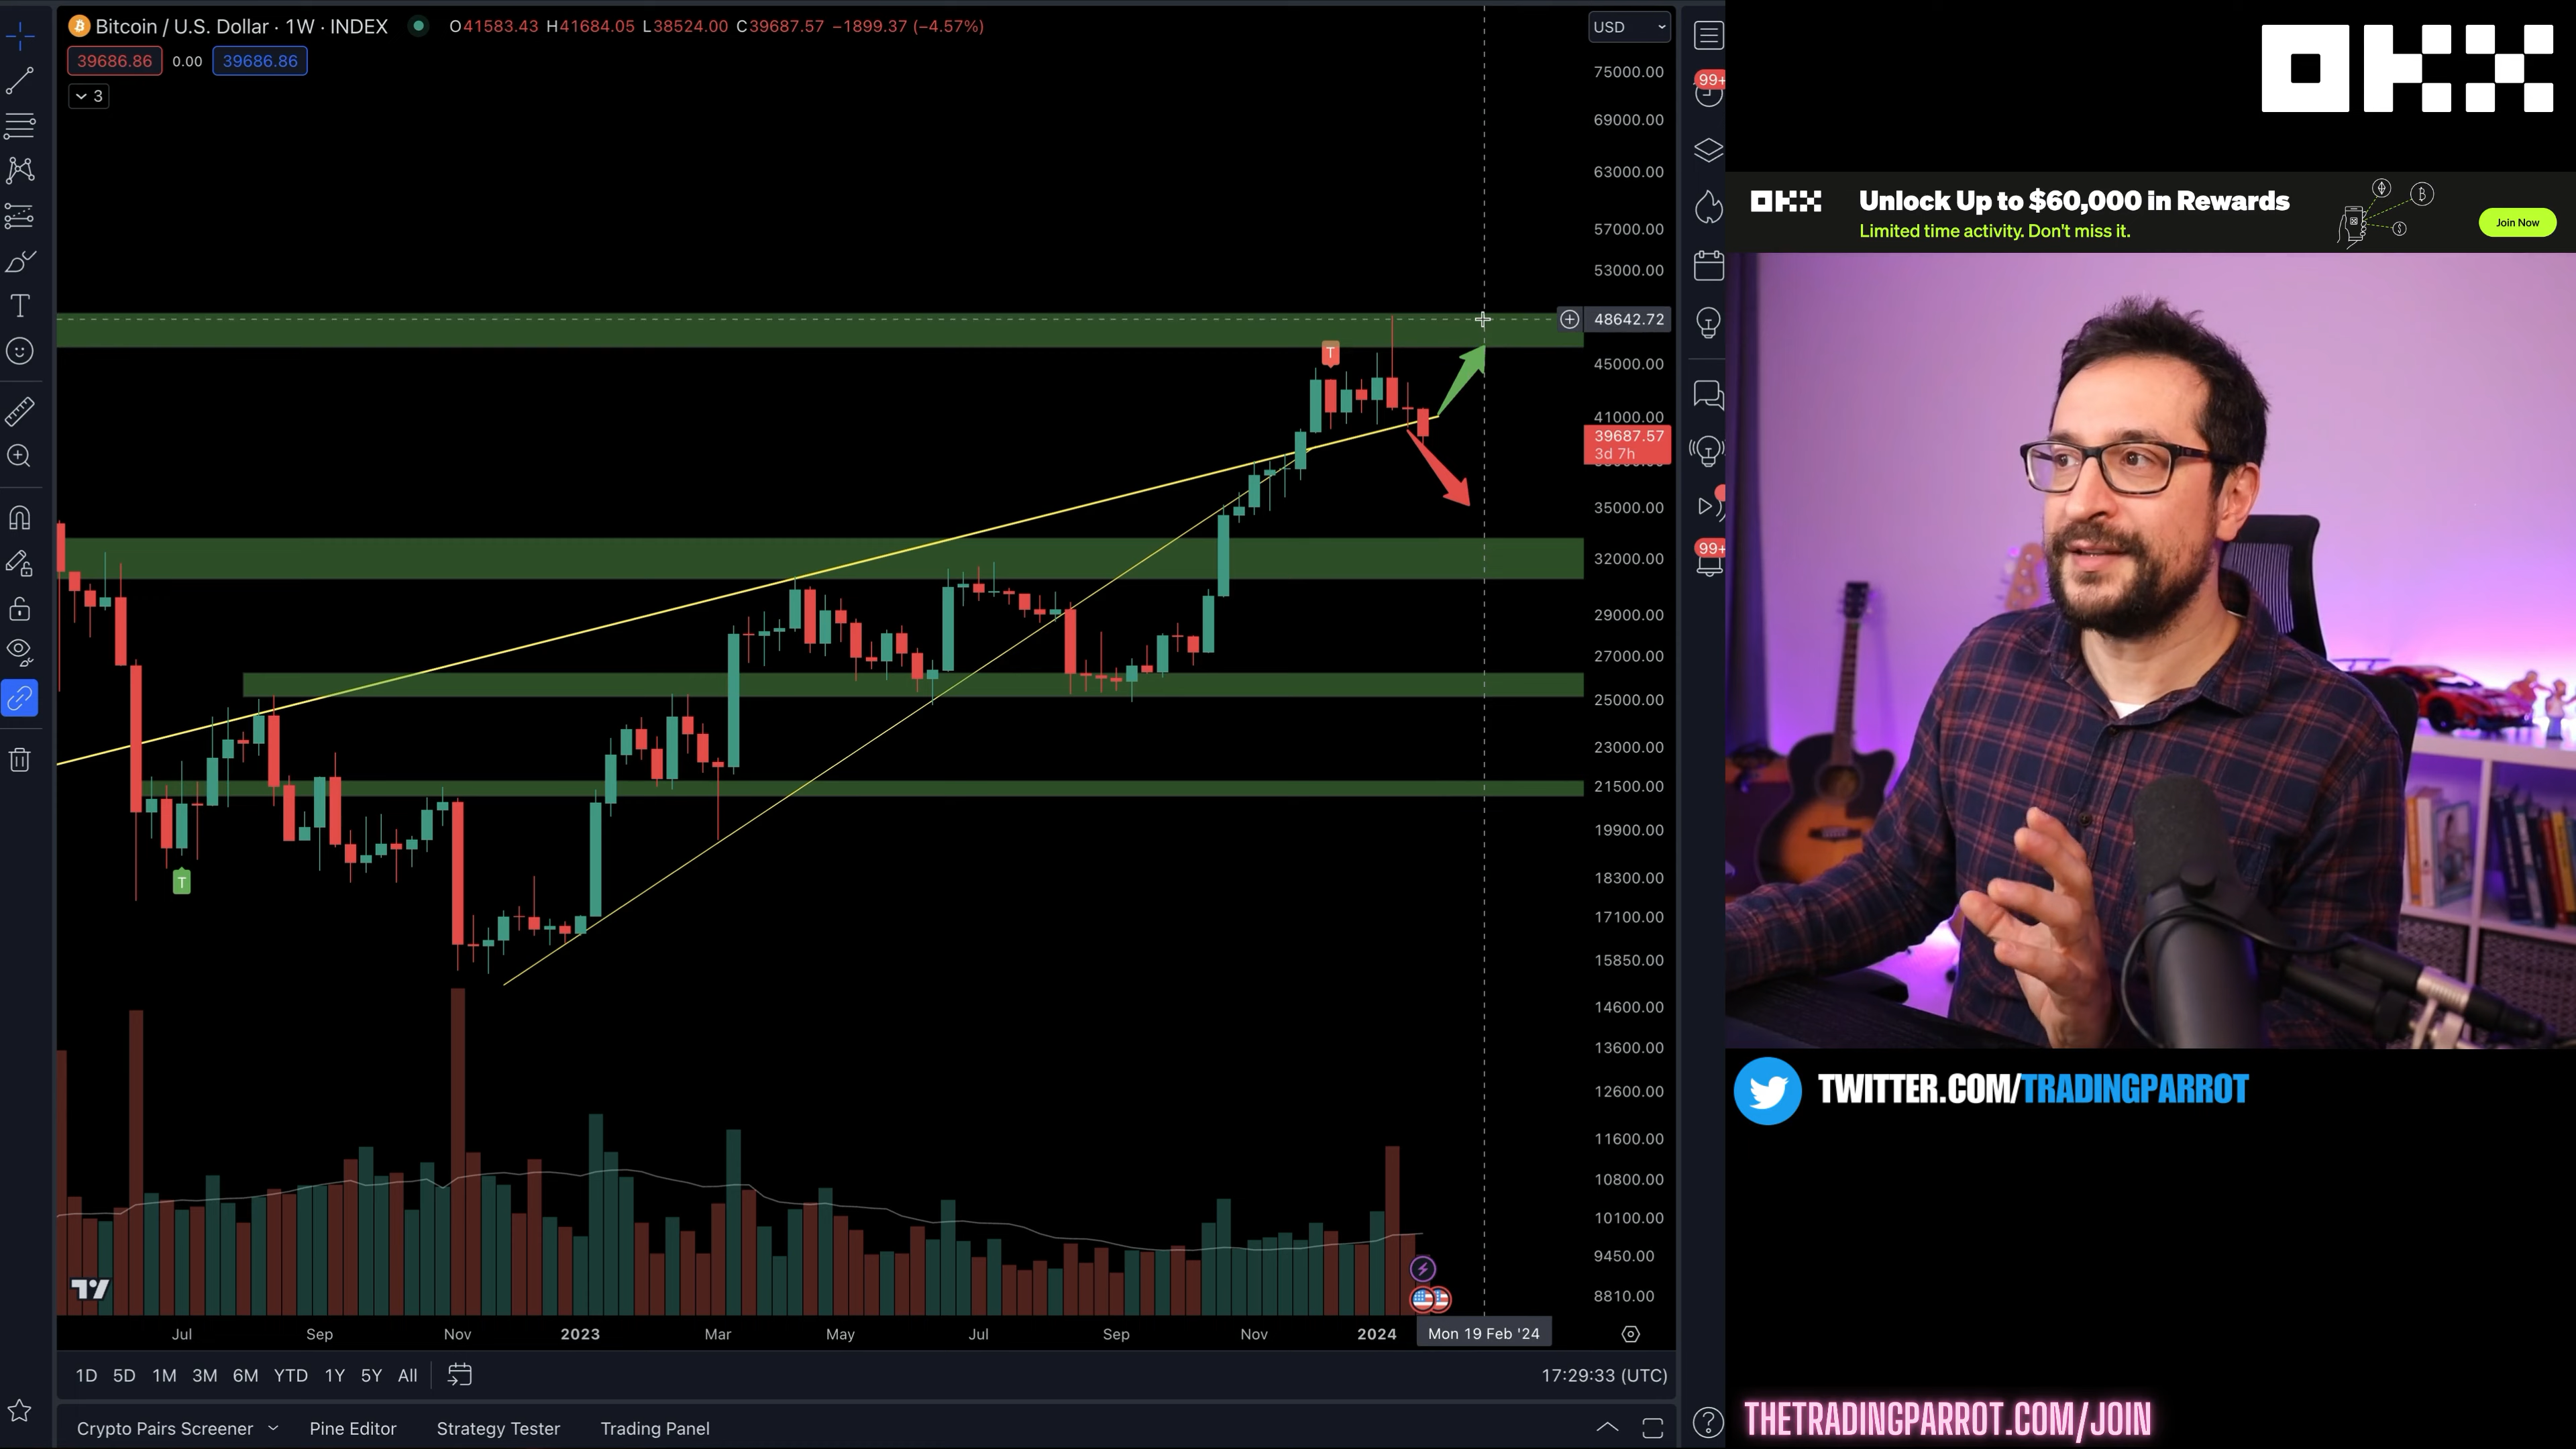 Bitcoin / U.S. Dollar · 1W · INDEX
O41583.43 H41684.05 L38524.00 C39687.57 −1899.37 (−4.57%)
USD
39686.86 0.00 39686.86
3
75000.00
69000.00
63000.00
57000.00
53000.00
48642.72
45000.00
41000.00
39687.57
3d 7h
35000.00
32000.00
29000.00
27000.00
25000.00
23000.00
21500.00
19900.00
18300.00
17100.00
15850.00
14600.00
13600.00
12600.00
11600.00
10800.00
10100.00
9450.00
8810.00
T
T
Jul Sep Nov 2023 Mar May Jul Sep Nov 2024 Mon 19 Feb '24
1D 5D 1M 3M 6M YTD 1Y 5Y All
17:29:33 (UTC)
Crypto Pairs Screener Pine Editor Strategy Tester Trading Panel
99+
99+
OKX
OKX
Unlock Up to $60,000 in Rewards
Limited time activity. Don't miss it.
Join Now
TWITTER.COM/TRADINGPARROT
THETRADINGPARROT.COM/JOIN